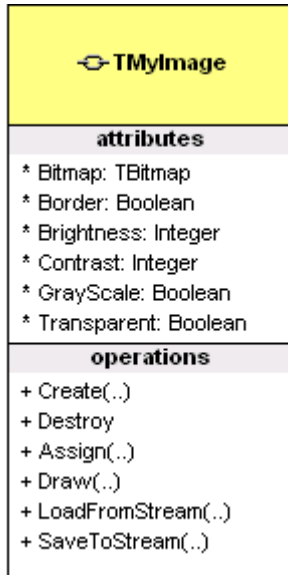 TMyImage
attributes
* Bitmap: TBitmap
* Border: Boolean
* Brightness: Integer
* Contrast: Integer
* GrayScale: Boolean
* Transparent: Boolean
operations
+ Create(..)
+ Destroy
+ Assign(..)
+ Draw(..)
+ LoadFromStream(..)
+ SaveToStream(..)